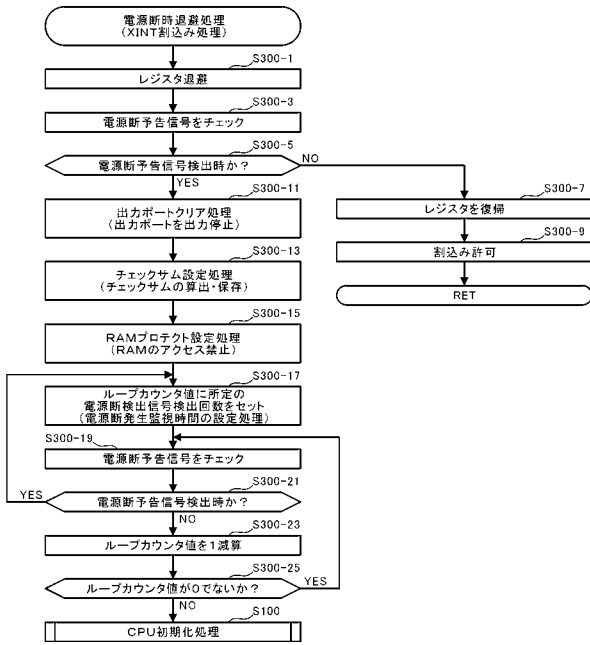 電源断時退避処理
(XINT割込み処理)
S300-1
レジスタ退避
S300-3
電源断予告信号をチェック
S300-5
電源断予告信号検出時か?
NO
YES
S300-7
レジスタを復帰
S300-9
割込み許可
RET
S300-11
出力ポートクリア処理
(出力ポートを出力停止)
S300-13
チェックサム設定処理
(チェックサムの算出・保存)
S300-15
RAMプロテクト設定処理
(RAMのアクセス禁止)
S300-17
ループカウンタ値に所定の
電源断検出信号検出回数をセット
(電源断発生監視時間の設定処理)
S300-19
電源断予告信号をチェック
S300-21
YES
電源断予告信号検出時か?
NO
S300-23
ループカウンタ値を1減算
S300-25
ループカウンタ値が0でないか?
YES
NO
S100
CPU初期化処理